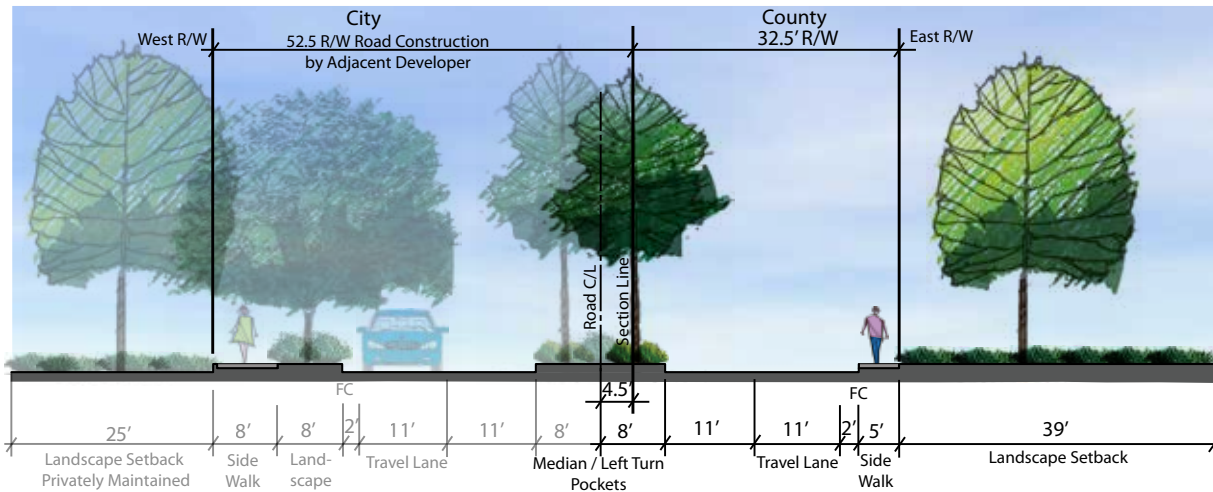 City
County
West R/W
52.5 R/W Road Construction
by Adjacent Developer
32.5' R/W
East R/W
Road C/L
Section Line
4.5'
FC
FC
25'
8'
8'
2'
11'
11'
8'
8'
11'
11'
2'
5'
39'
Landscape Setback
Privately Maintained
Side
Walk
Land-
scape
Travel Lane
Median / Left Turn
Pockets
Travel Lane
Side
Walk
Landscape Setback